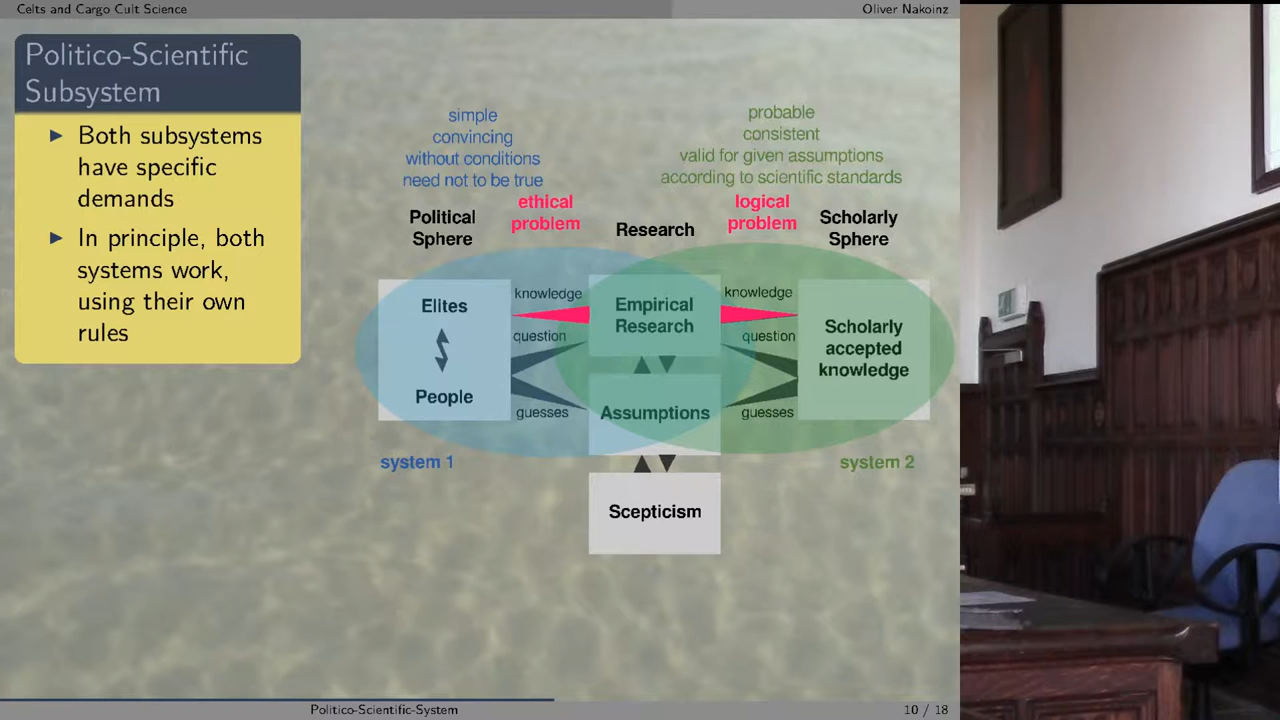 Celts and Cargo Cult Science
Oliver Nakoinz
Politico-Scientific
Subsystem
Both subsystems
have specific
demands
In principle, both
systems work,
using their own
rules
simple
convincing
without conditions
need not to be true
probable
consistent
valid for given assumptions
according to scientific standards
ethical
problem
logical
problem
Political
Sphere
Research
Scholarly
Sphere
Elites
People
knowledge
question
guesses
Empirical
Research
Assumptions
knowledge
question
guesses
Scholarly
accepted
knowledge
system 1
system 2
Scepticism
Politico-Scientific-System
10 / 18